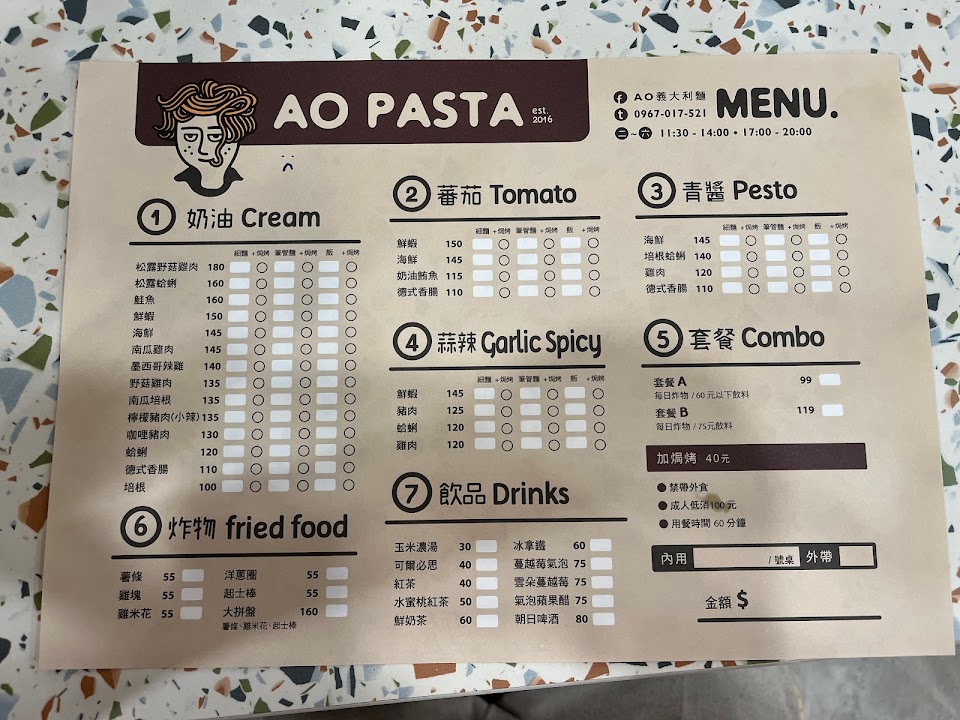 AO PASTA est. 2016
AO義大利麵
0967-017-521
MENU.
二~六 11:30 - 14:00 • 17:00 - 20:00
1 奶油 Cream
細麵 +焗烤 筆管麵 +焗烤 飯 +焗烤
松露野菇雞肉 180
松露蛤蜊 160
鮭魚 160
鮮蝦 150
海鮮 145
南瓜雞肉 145
墨西哥辣雞 140
野菇雞肉 135
南瓜培根 135
檸檬豬肉(小辣) 135
咖哩豬肉 130
蛤蜊 120
德式香腸 110
培根 100
2 蕃茄 Tomato
細麵 +焗烤 筆管麵 +焗烤 飯 +焗烤
鮮蝦 150
海鮮 145
奶油鮪魚 115
德式香腸 110
3 青醬 Pesto
細麵 +焗烤 筆管麵 +焗烤 飯 +焗烤
海鮮 145
培根蛤蜊 140
雞肉 120
德式香腸 110
4 蒜辣 Garlic Spicy
細麵 +焗烤 筆管麵 +焗烤 飯 +焗烤
鮮蝦 145
豬肉 125
蛤蜊 120
雞肉 120
5 套餐 Combo
套餐A 99
每日炸物 / 60元以下飲料
套餐B 119
每日炸物 / 75元飲料
加焗烤 40元
●禁帶外食
●成人低消100元
●用餐時間 60 分鐘
內用 / 號桌 外帶
金額 $
6 炸物 fried food
薯條 55
雞塊 55
雞米花 55
洋蔥圈 55
起士棒 55
大拼盤 160
薯條、雞米花、起士棒
7 飲品 Drinks
玉米濃湯 30
可爾必思 40
紅茶 40
水蜜桃紅茶 50
鮮奶茶 60
冰拿鐵 60
蔓越莓氣泡 75
雲朵蔓越莓 75
氣泡蘋果醋 75
朝日啤酒 80